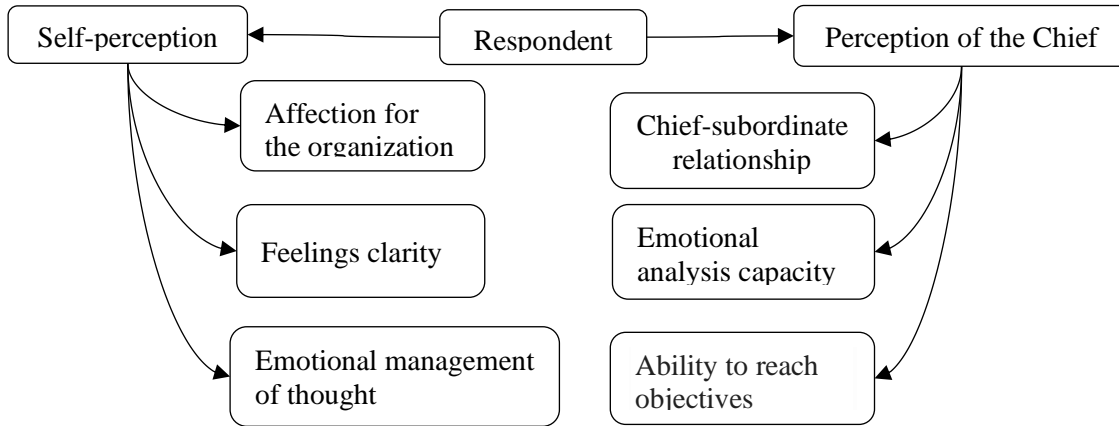 Self-perception
Respondent
Perception of the Chief
Affection for
the organization
Feelings clarity
Emotional management
of thought
Chief-subordinate
relationship
Emotional
analysis capacity
Ability to reach
objectives